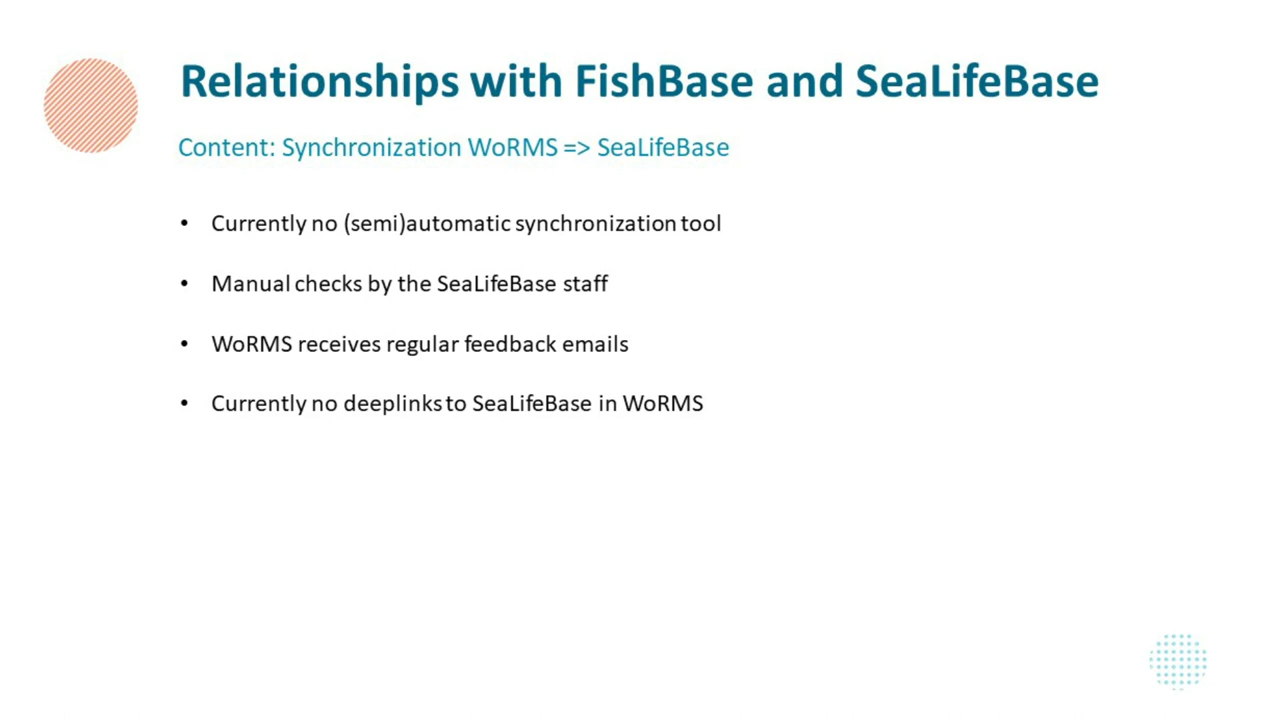 Relationships with FishBase and SeaLifeBase
Content: Synchronization WoRMS => SeaLifeBase
• Currently no (semi)automatic synchronization tool
• Manual checks by the SeaLifeBase staff
• WoRMS receives regular feedback emails
• Currently no deeplinks to SeaLifeBase in WoRMS